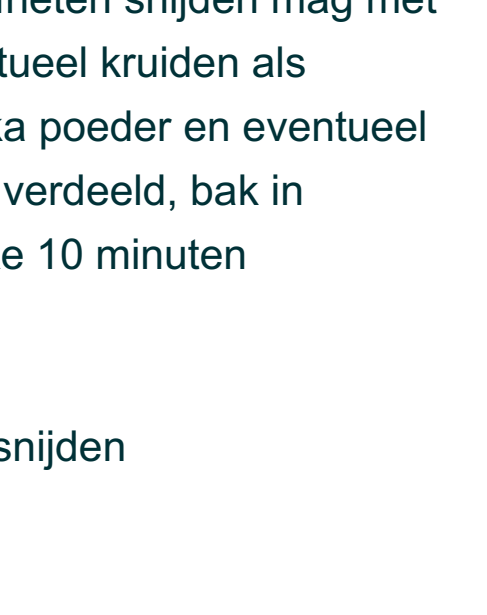 snijden mag met
tueel kruiden als
ka poeder en eventueel
verdeeld, bak in
e 10 minuten
snijden